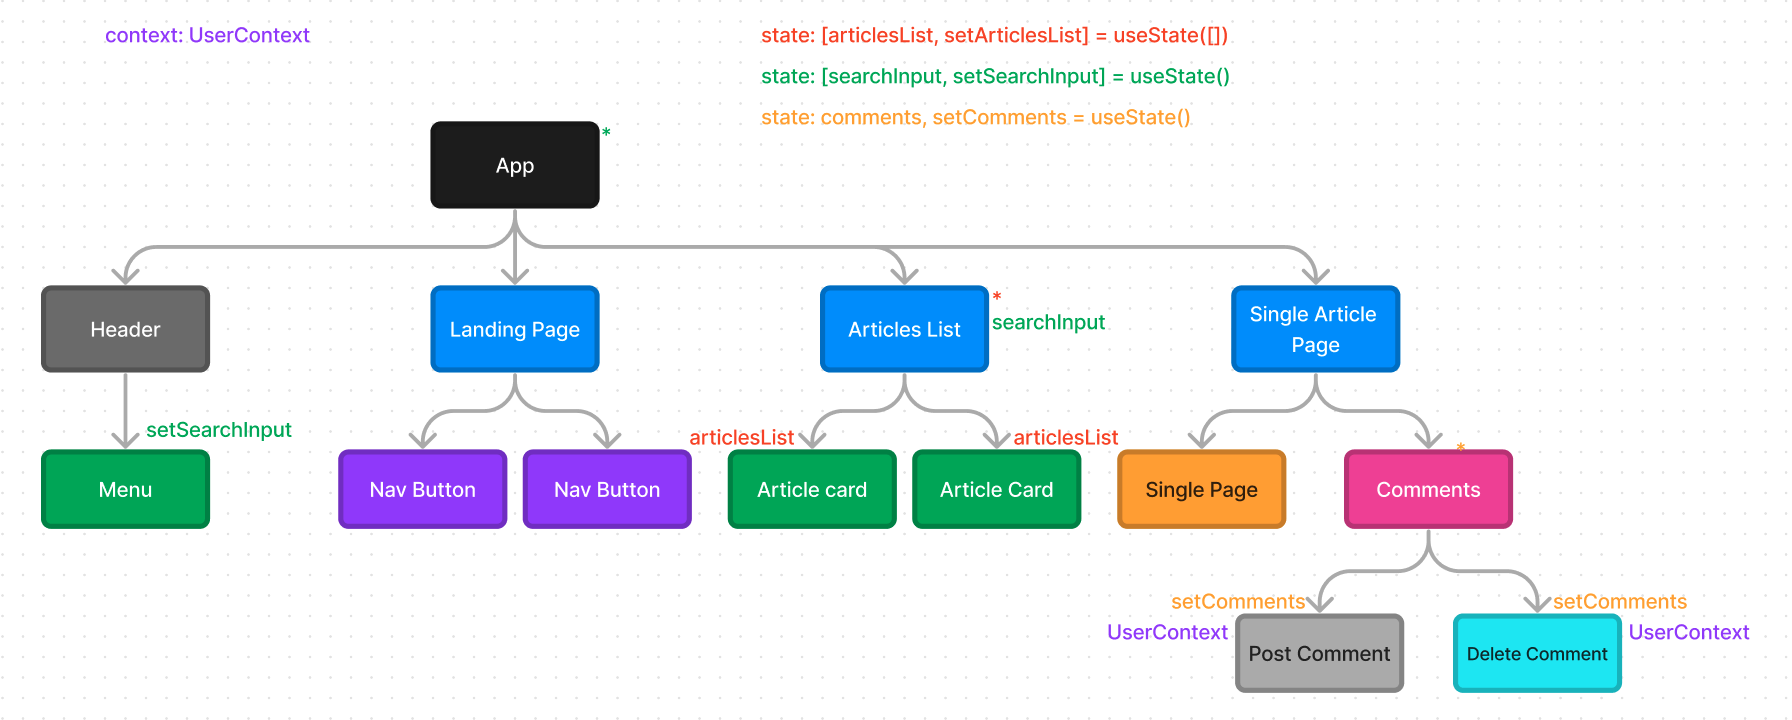 context: UserContext
state: [articlesList, setArticlesList] = useState([])
state: [searchInput, setSearchInput] = useState()
state: comments, setComments = useState()
App
*
Header
Landing Page
Articles List
*
searchInput
Single Article
Page
setSearchInput
articlesList
articlesList
*
Menu
Nav Button
Nav Button
Article card
Article Card
Single Page
Comments
setComments
setComments
UserContext
UserContext
Post Comment
Delete Comment